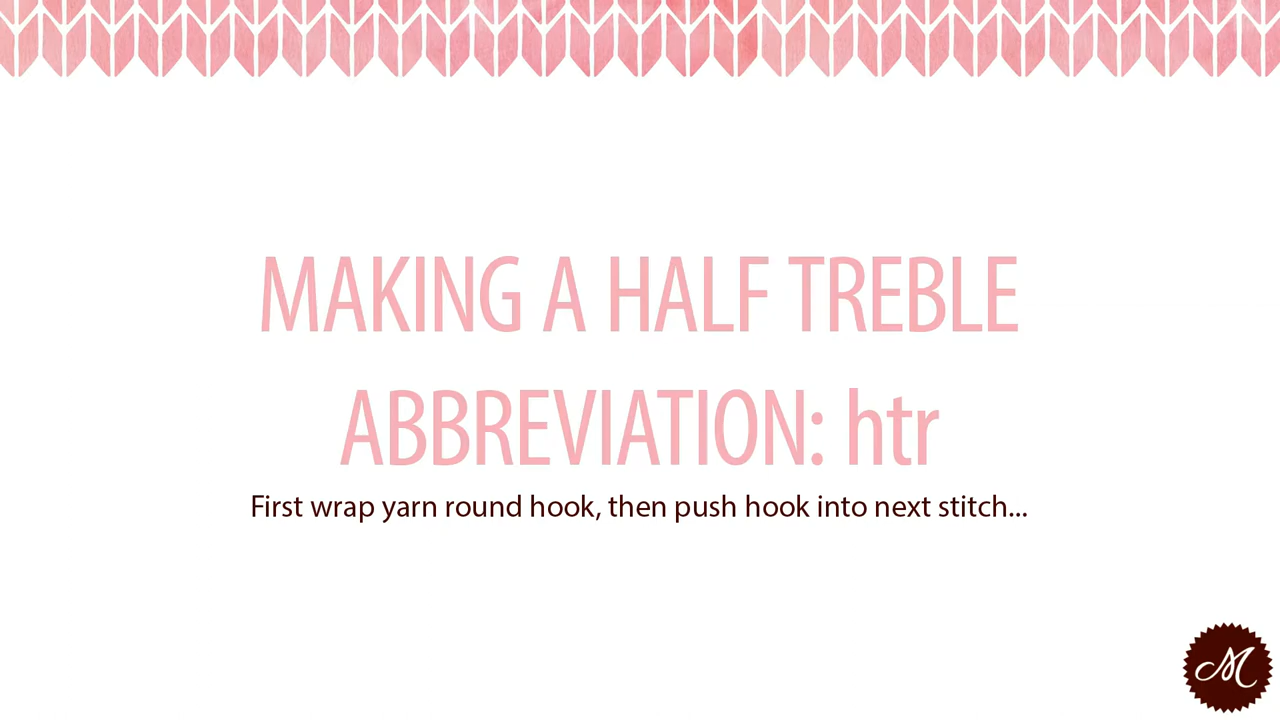 MAKING A HALF TREBLE
ABBREVIATION: htr
First wrap yarn round hook, then push hook into next stitch...
M